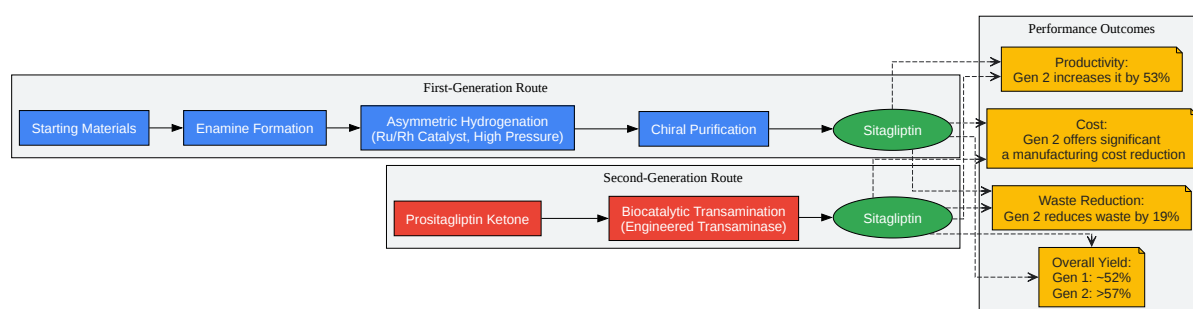 First-Generation Route
Starting Materials
Enamine Formation
Asymmetric Hydrogenation
(Ru/Rh Catalyst, High Pressure)
Chiral Purification
Sitagliptin
Second-Generation Route
Prositagliptin Ketone
Biocatalytic Transamination
(Engineered Transaminase)
Sitagliptin
Performance Outcomes
Productivity:
Gen 2 increases it by 53%
Cost:
Gen 2 offers significant
a manufacturing cost reduction
Waste Reduction:
Gen 2 reduces waste by 19%
Overall Yield:
Gen 1: ~52%
Gen 2: >57%